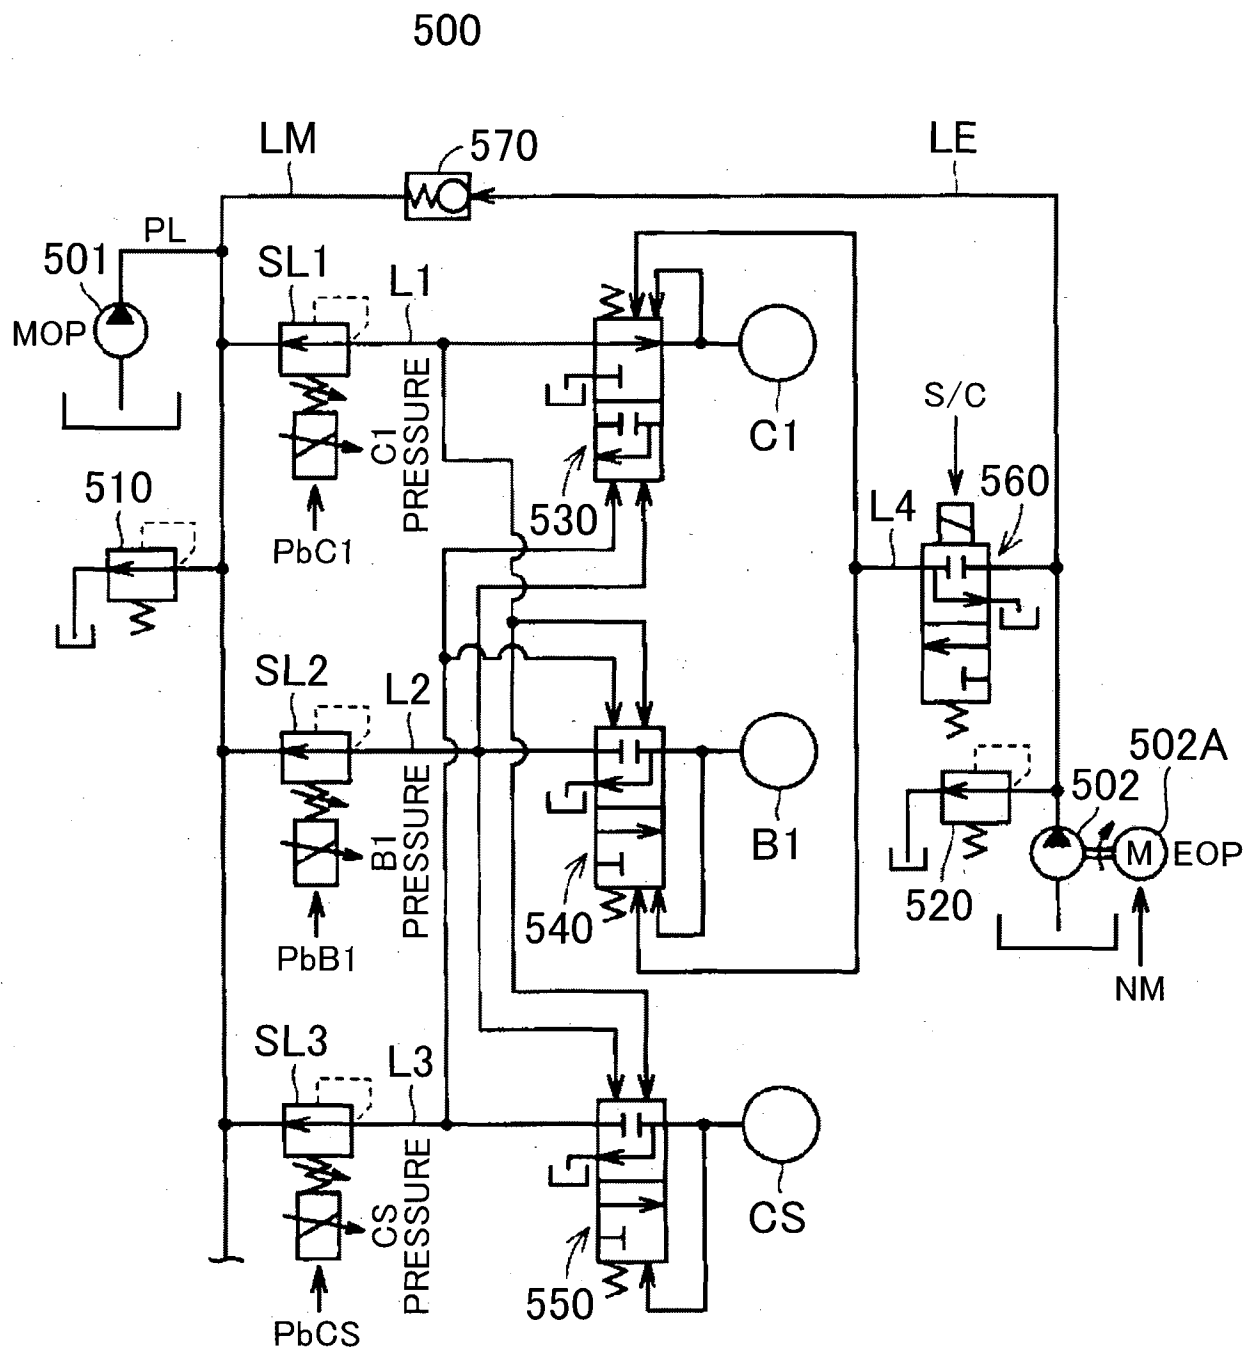 500
LM
570
LE
PL
501
SL1
L1
MOP
C1 PRESSURE
C1
S/C
530
510
560
L4
PbC1
SL2
L2
502A
502
B1 PRESSURE
B1
M
EOP
540
520
PbB1
NM
SL3
L3
CS PRESSURE
CS
550
PbCS